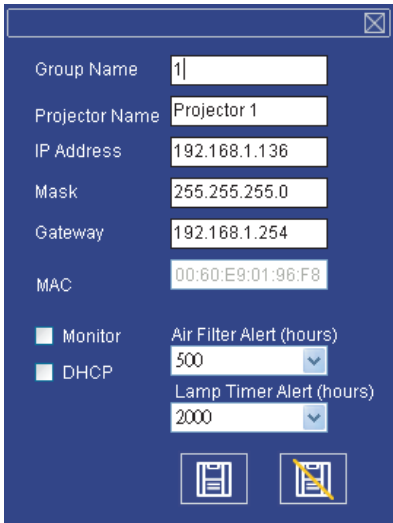 Group Name 1
Projector Name Projector 1
IP Address 192.168.1.136
Mask 255.255.255.0
Gateway 192.168.1.254
MAC 00:60:E9:01:96:F8
Monitor Air Filter Alert (hours)
500
DHCP
Lamp Timer Alert (hours)
2000